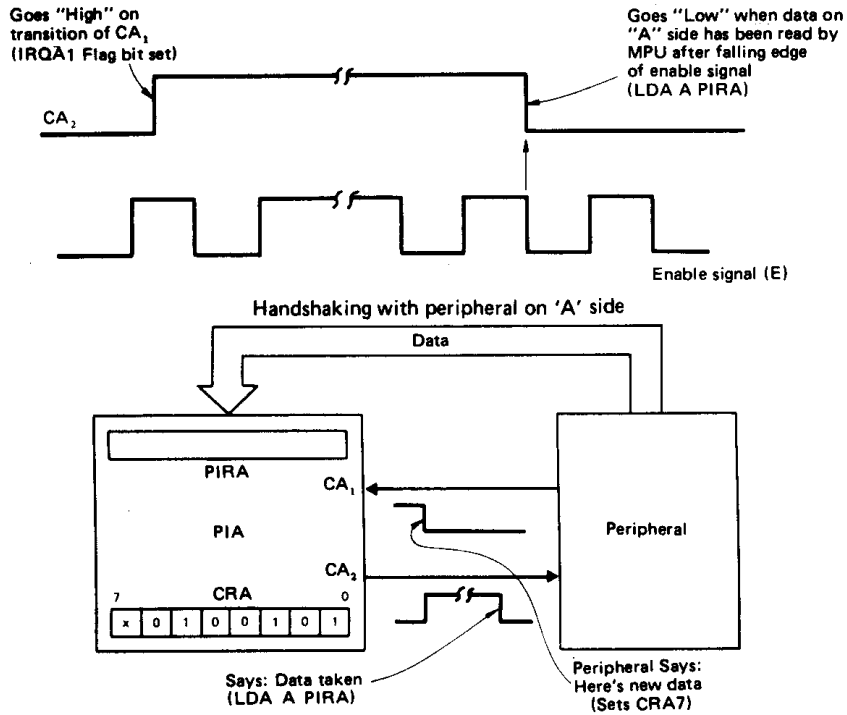 Goes "High" on
transition of CA₁
(IRQA1 Flag bit set)
Goes "Low" when data on
"A" side has been read by
MPU after falling edge
of enable signal
(LDA A PIRA)
CA₂
Enable signal (E)
Handshaking with peripheral on 'A' side
Data
PIRA
CA₁
PIA
Peripheral
CA₂
7 CRA 0
x 0 1 0 0 1 0 1
Says: Data taken
(LDA A PIRA)
Peripheral Says:
Here's new data
(Sets CRA7)